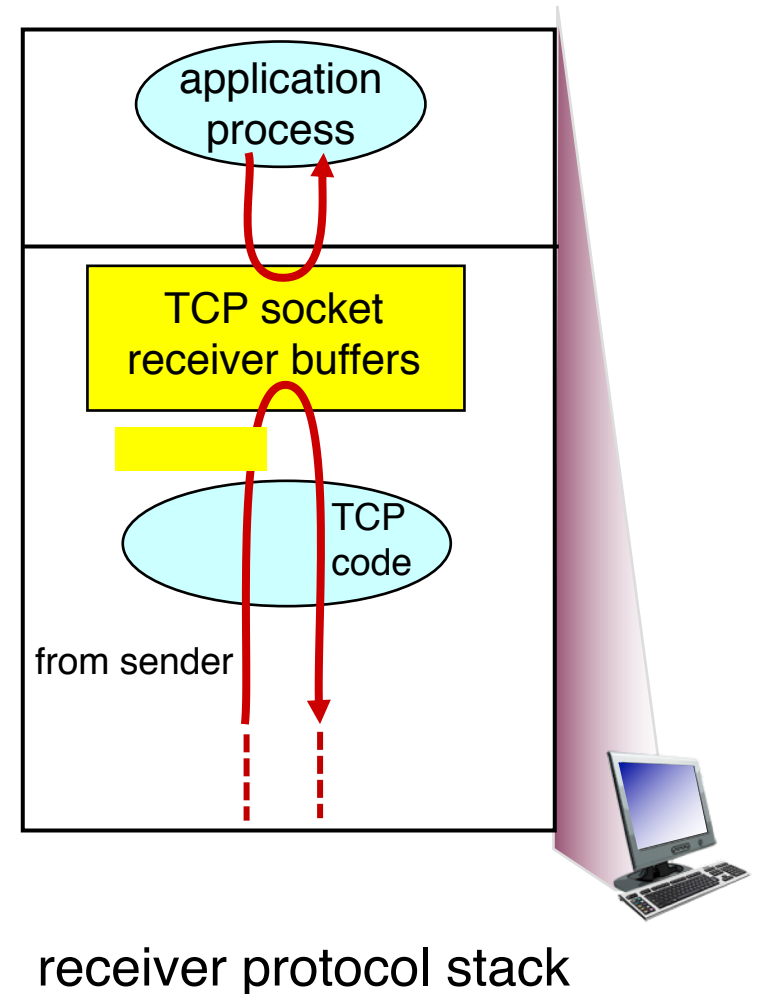 application
process
TCP socket
receiver buffers
TCP
code
from sender
receiver protocol stack